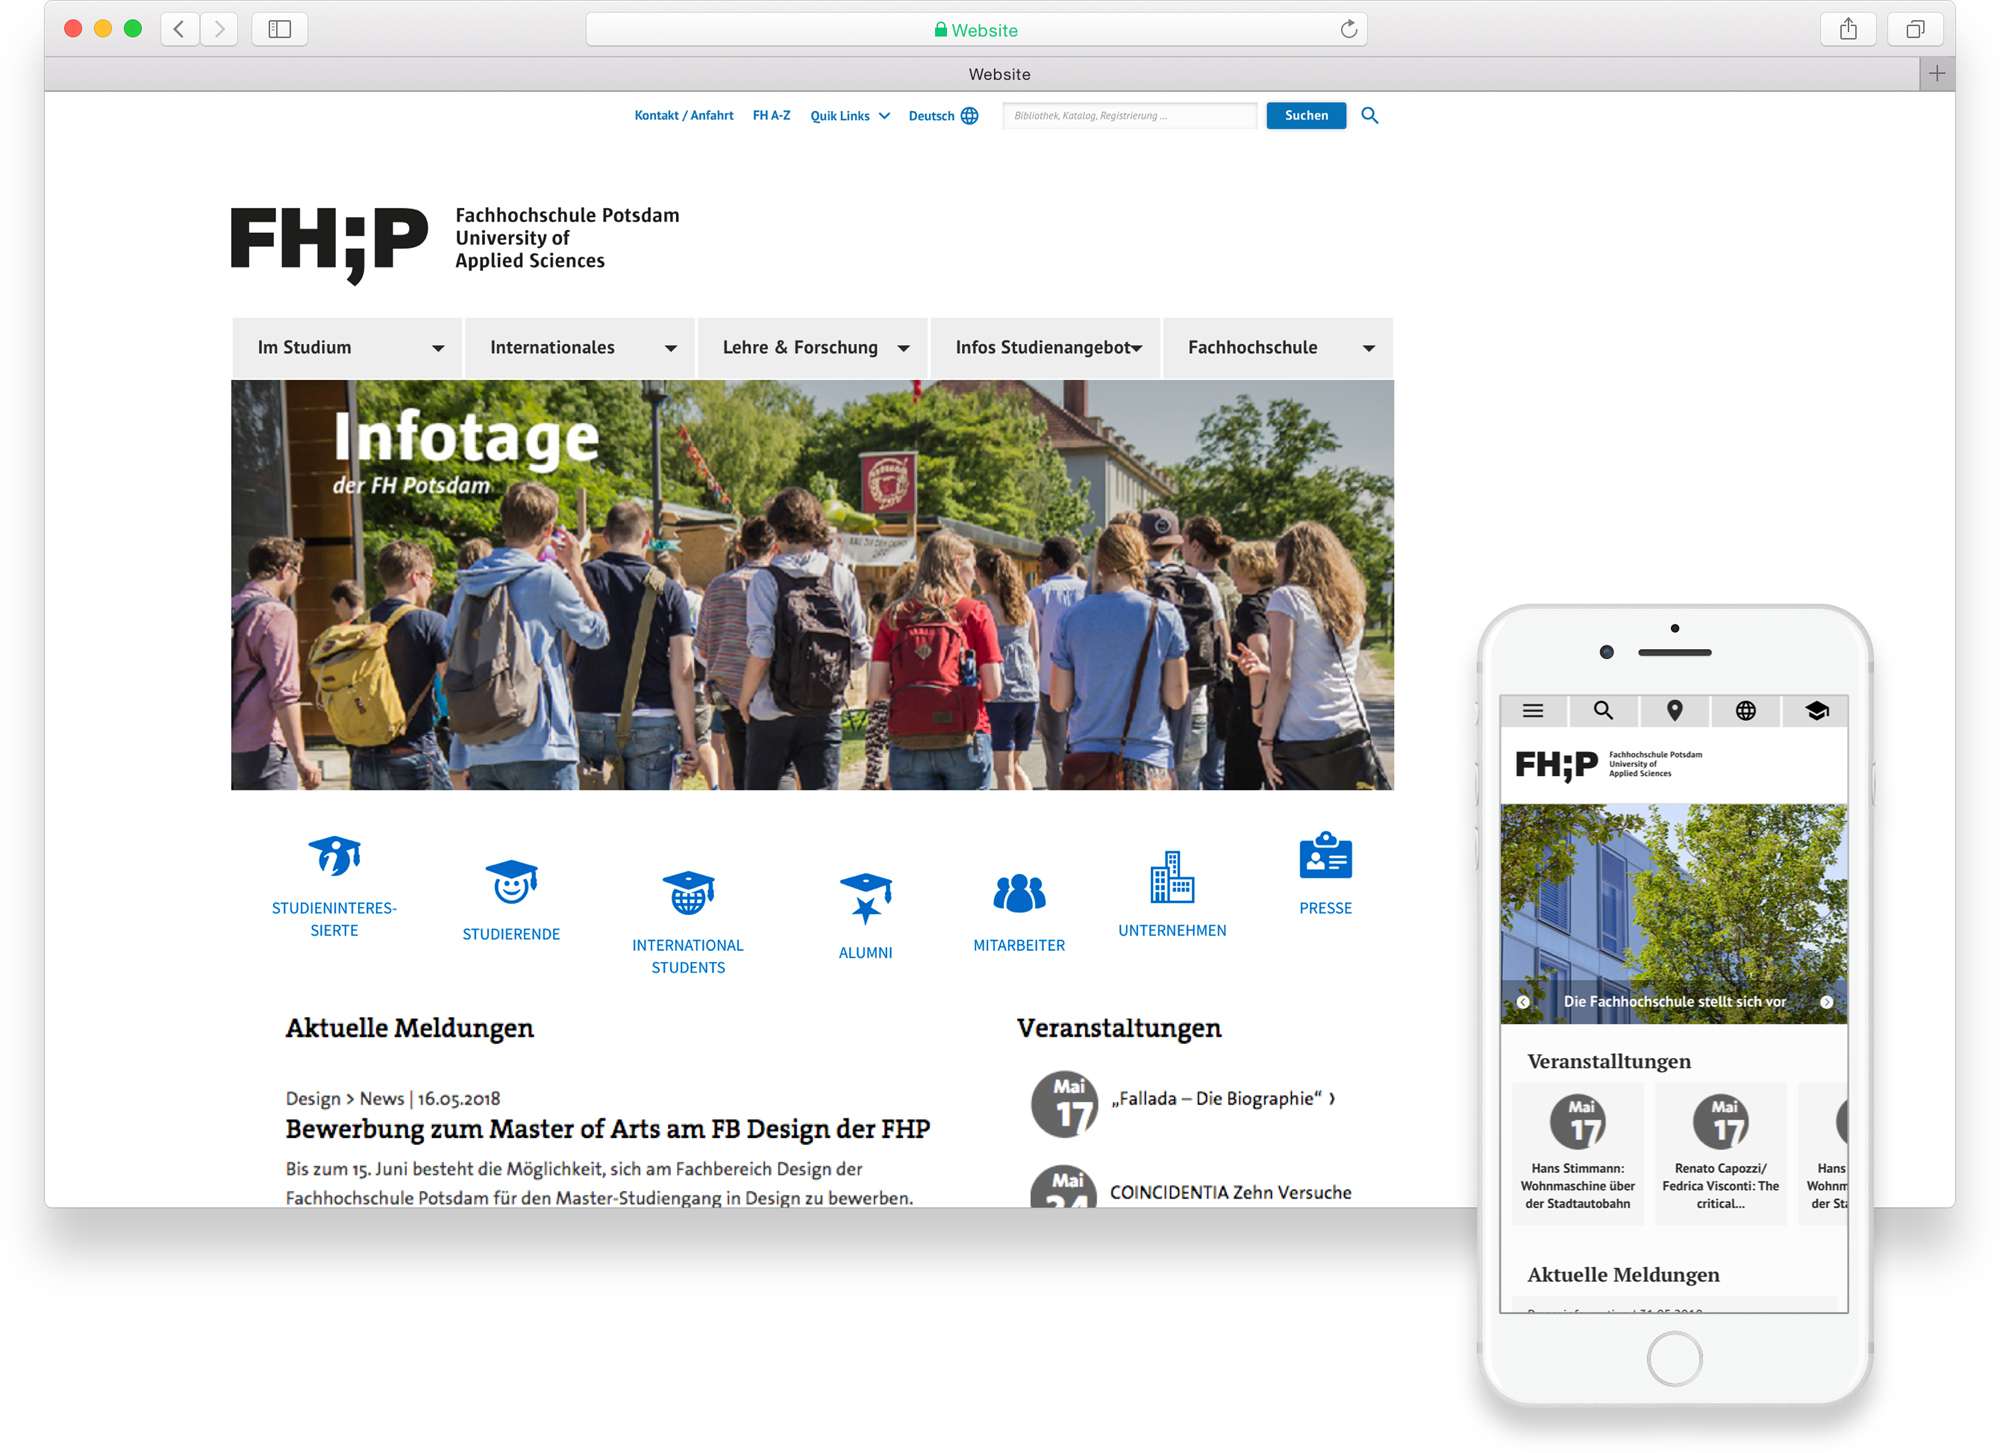 Website
Website
Kontakt / Anfahrt FH A-Z Quik Links Deutsch Bibliothek, Katalog, Registrierung ... Suchen
FH;P
Fachhochschule Potsdam
University of
Applied Sciences
Im Studium Internationales Lehre & Forschung Infos Studienangebot Fachhochschule
Infotage
der FH Potsdam
STUDIENINTERES-
SIERTE
STUDIERENDE
INTERNATIONAL
STUDENTS
ALUMNI
MITARBEITER
UNTERNEHMEN
PRESSE
Aktuelle Meldungen
Design > News | 16.05.2018
Bewerbung zum Master of Arts am FB Design der FHP
Bis zum 15. Juni besteht die Möglichkeit, sich am Fachbereich Design der
Fachhochschule Potsdam für den Master-Studiengang in Design zu bewerben.
Veranstaltungen
Mai
17
„Fallada – Die Biographie“ ›
Mai
24
COINCIDENTIA Zehn Versuche
FH;P
Fachhochschule Potsdam
University of
Applied Sciences
Die Fachhochschule stellt sich vor
Veranstalltungen
Mai
17
Hans Stimmann:
Wohnmaschine über
der Stadtautobahn
Mai
17
Renato Capozzi/
Fedrica Visconti: The
critical...
Hans
Wohnm
der Sta
Aktuelle Meldungen
31.05.2018